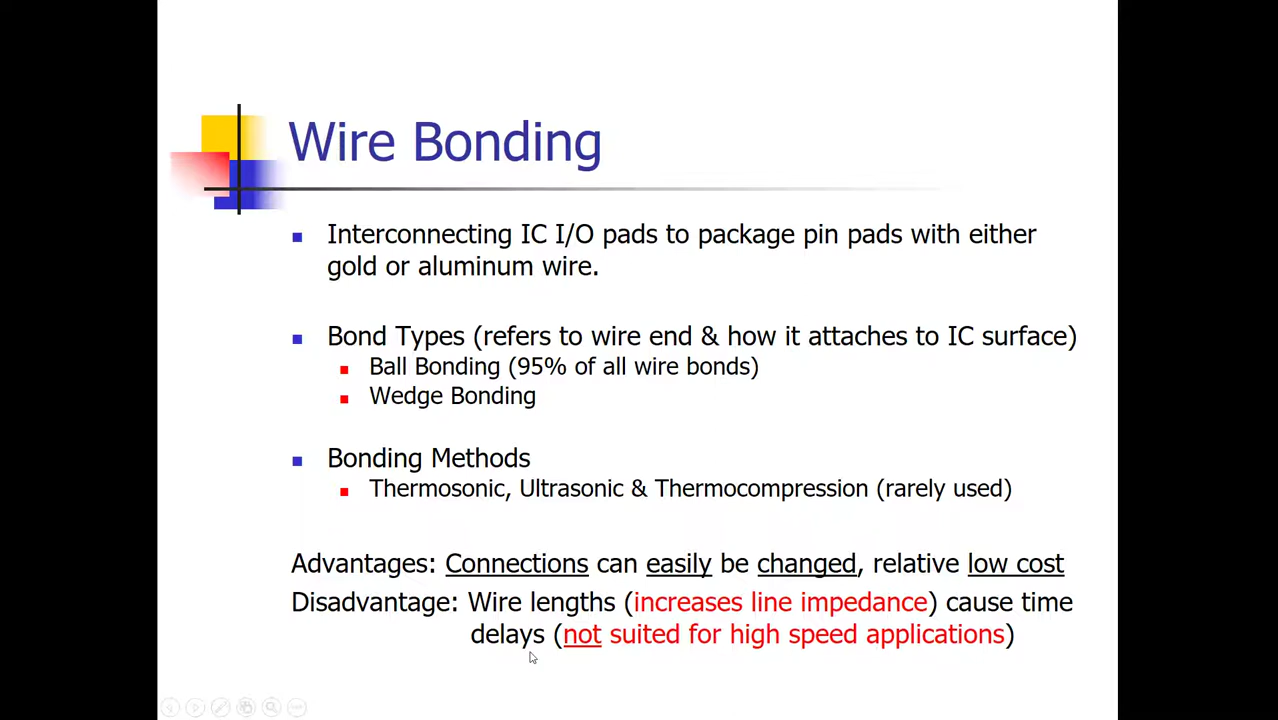 Wire Bonding
Interconnecting IC I/O pads to package pin pads with either
gold or aluminum wire.
Bond Types (refers to wire end & how it attaches to IC surface)
Ball Bonding (95% of all wire bonds)
Wedge Bonding
Bonding Methods
Thermosonic, Ultrasonic & Thermocompression (rarely used)
Advantages: Connections can easily be changed, relative low cost
Disadvantage: Wire lengths (increases line impedance) cause time
delays (not suited for high speed applications)